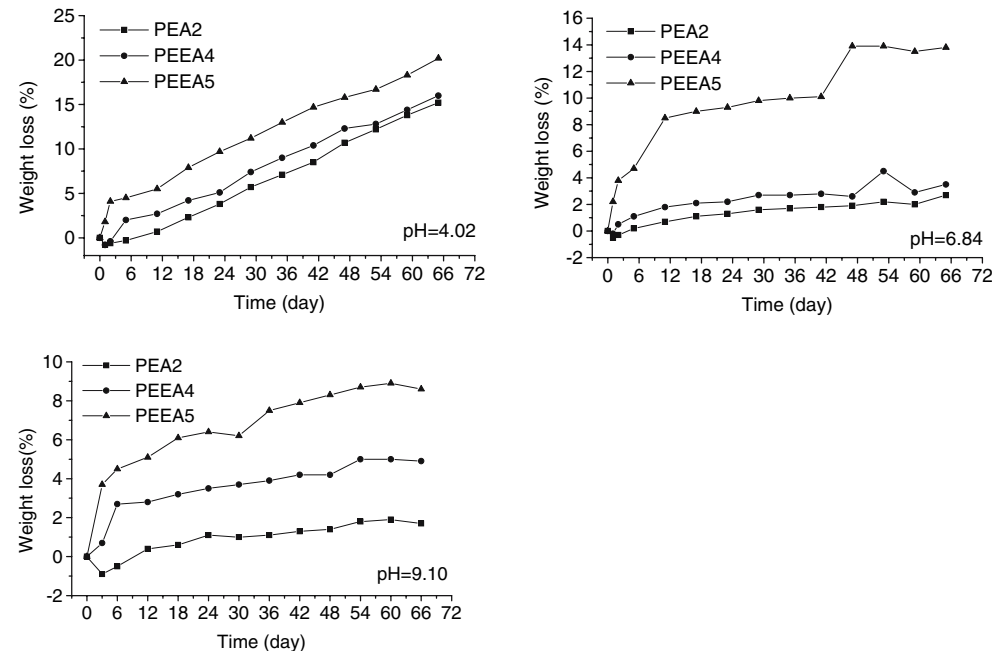 25
20
15
10
5
0
Weight loss (%)
PEA2
PEEA4
PEEA5
pH=4.02
0 6 12 18 24 30 36 42 48 54 60 66 72
Time (day)
16
14
12
10
8
6
4
2
0
-2
Weight loss (%)
PEA2
PEEA4
PEEA5
pH=6.84
0 6 12 18 24 30 36 42 48 54 60 66 72
Time (day)
10
8
6
4
2
0
-2
Weight loss(%)
PEA2
PEEA4
PEEA5
pH=9.10
0 6 12 18 24 30 36 42 48 54 60 66 72
Time (day)